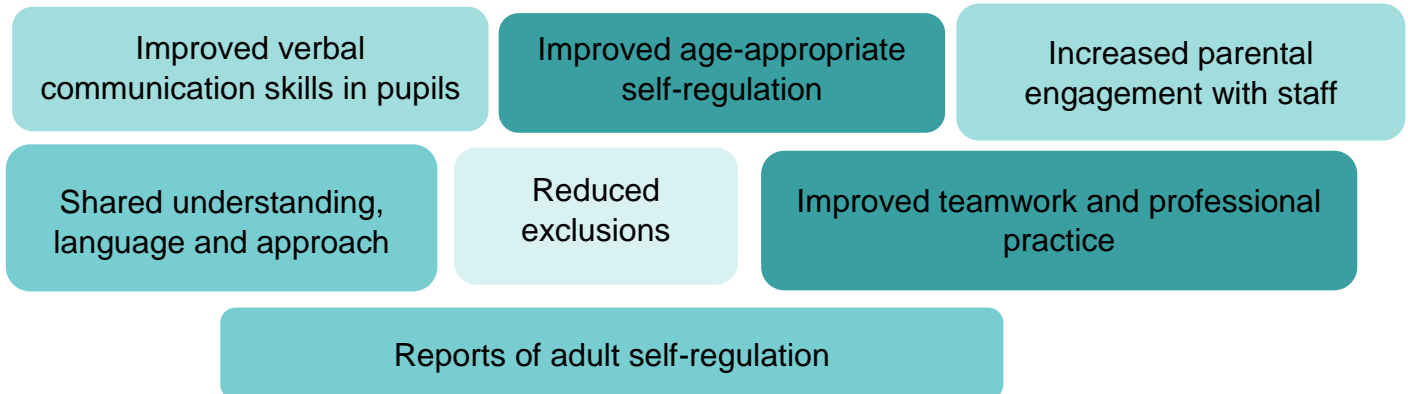 Improved verbal
communication skills in pupils
Improved age-appropriate
self-regulation
Increased parental
engagement with staff
Shared understanding,
language and approach
Reduced
exclusions
Improved teamwork and professional
practice
Reports of adult self-regulation